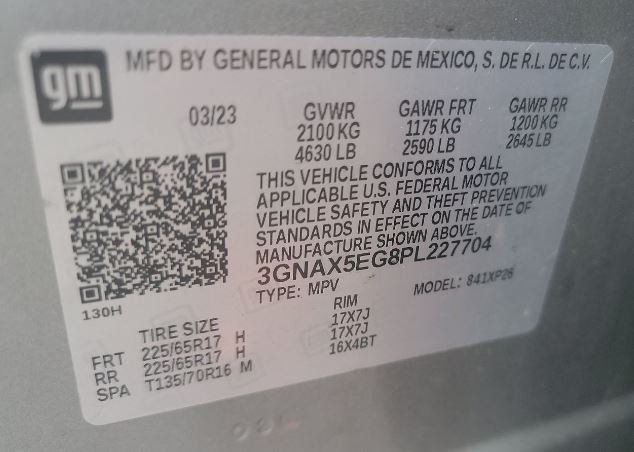 gm
MFD BY GENERAL MOTORS DE MEXICO, S. DE R.L. DE C.V.
03/23 GVWR GAWR FRT GAWR RR
2100 KG 1175 KG 1200 KG
4630 LB 2590 LB 2645 LB
THIS VEHICLE CONFORMS TO ALL
APPLICABLE U.S. FEDERAL MOTOR
VEHICLE SAFETY AND THEFT PREVENTION
STANDARDS IN EFFECT ON THE DATE OF
MANUFACTURE SHOWN ABOVE.
3GNAX5EG8PL227704
TYPE: MPV MODEL: 841XP26
130H
TIRE SIZE RIM
FRT 225/65R17 H 17X7J
RR 225/65R17 H 17X7J
SPA T135/70R16 M 16X4BT